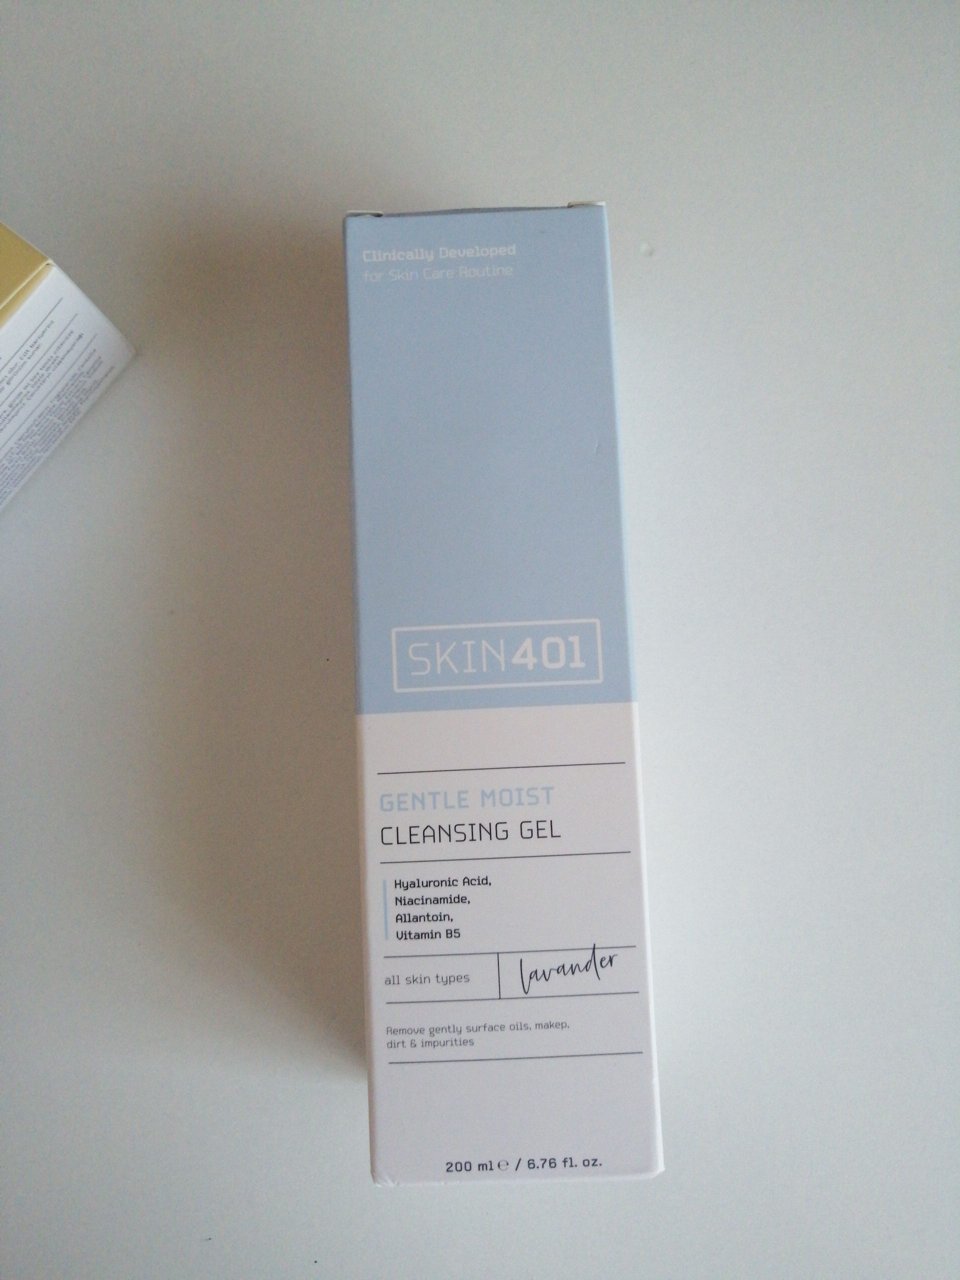 Clinically Developed
for Skin Care Routine
SKIN401
GENTLE MOIST
CLEANSING GEL
Hyaluronic Acid,
Niacinamide,
Allantoin,
Vitamin B5
all skin types
lavander
Remove gently surface oils, makep,
dirt & impurities
200 ml ℮ / 6.76 fl. oz.